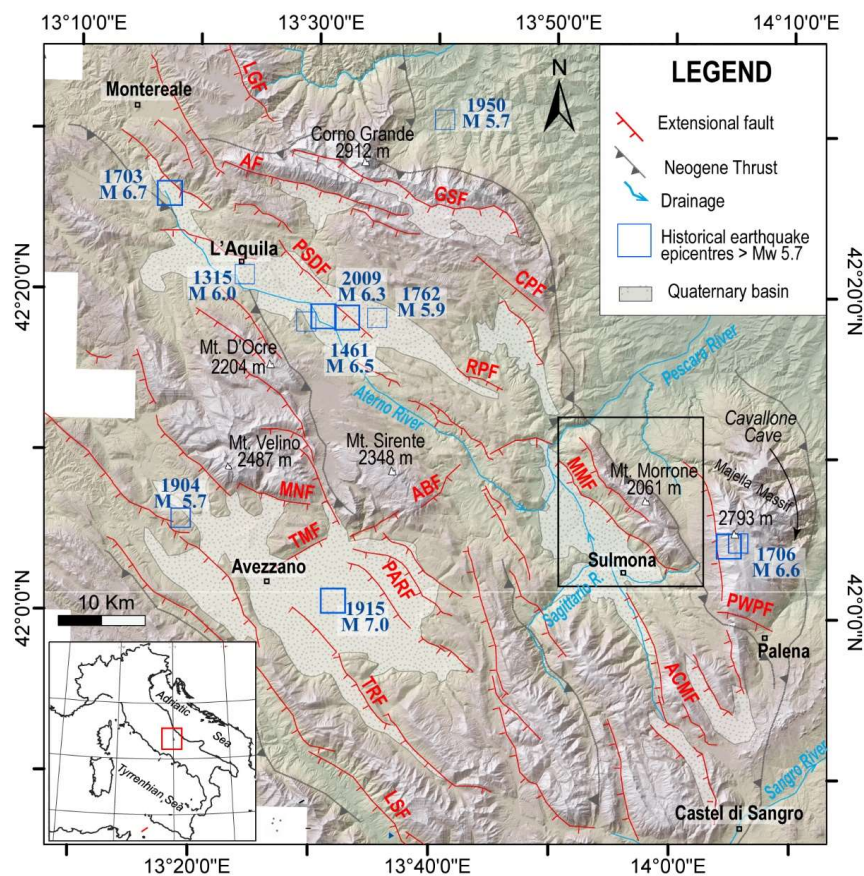 13°10'0"E
13°30'0"E
13°50'0"E
14°10'0"E
LEGEND
Extensional fault
Neogene Thrust
Drainage
Historical earthquake
epicentres > Mw 5.7
Quaternary basin
N
LGF
Montereale
1950
M 5.7
Corno Grande
2912 m
AF
GSF
1703
M 6.7
L'Aquila
PSDF
CPF
42°20'0"N
42°20'0"N
1315
M 6.0
2009
M 6.3
1762
M 5.9
1461
M 6.5
Mt. D'Ocre
2204 m
RPF
Pescara River
Aterno River
Mt. Velino
2487 m
Mt. Sirente
2348 m
Cavallone
Cave
MMF
Mt. Morrone
2061 m
Majella Massif
2793 m
1904
M 5.7
MNF
ABF
TMF
Avezzano
PARF
Sulmona
1706
M 6.6
Sagittario R.
PWPF
42°0'0"N
42°0'0"N
10 Km
1915
M 7.0
Palena
TRF
ACMF
Adriatic
Sea
Tyrrhenian Sea
LSF
Sangro River
Castel di Sangro
13°20'0"E
13°40'0"E
14°0'0"E